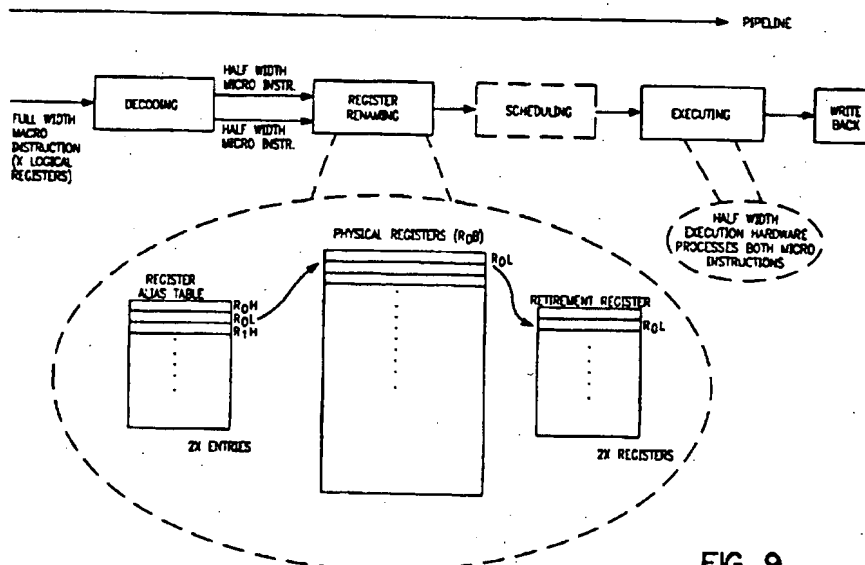 PIPELINE
FULL WIDTH
MACRO
INSTRUCTION
(X LOGICAL
REGISTERS)
DECODING
HALF WIDTH
MICRO INSTR.
HALF WIDTH
MICRO INSTR.
REGISTER
RENAMING
SCHEDULING
EXECUTING
WRITE
BACK
HALF WIDTH
EXECUTION HARDWARE
PROCESSES BOTH MICRO
INSTRUCTIONS
PHYSICAL REGISTERS (ROB)
R0L
REGISTER
ALIAS TABLE
R0H
R0L
R1H
2X ENTRIES
RETIREMENT REGISTER
R0L
2X REGISTERS
FIG. 9